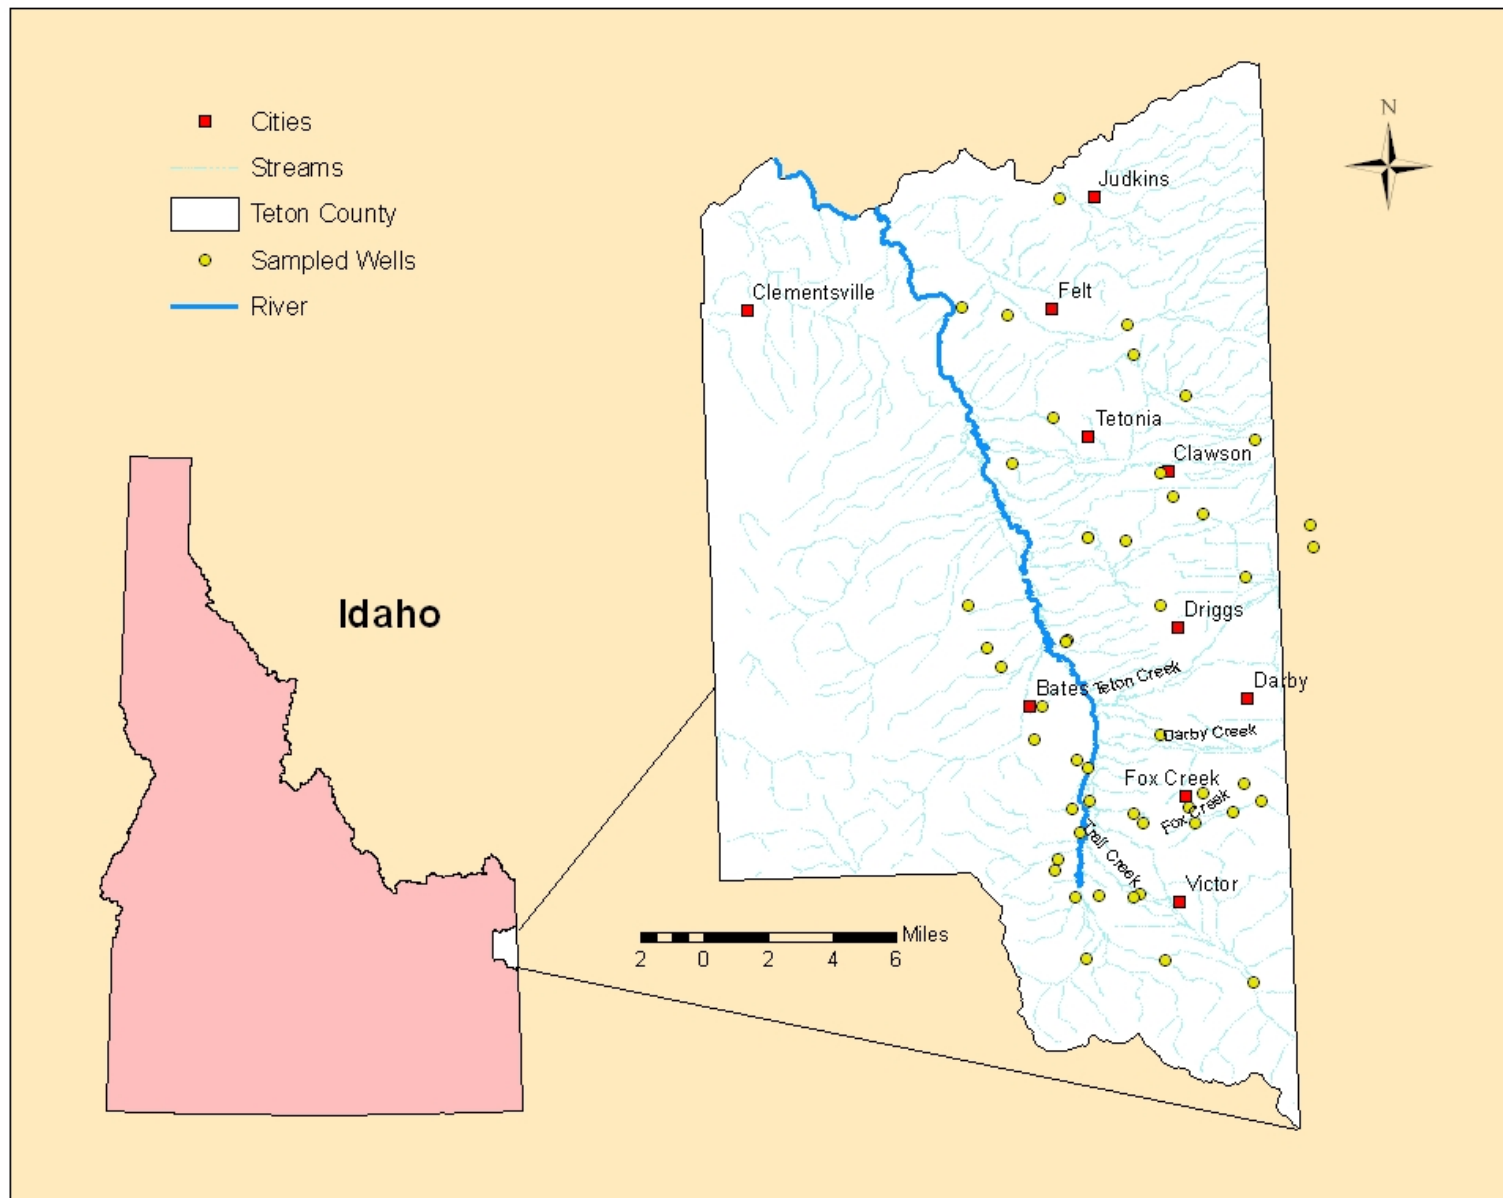 Cities
Streams
Teton County
Sampled Wells
River
N
Judkins
Clementsville
Felt
Tetonia
Clawson
Idaho
Driggs
Teton Creek
Bates
Darby
Darby Creek
Fox Creek
Fox Creek
Trail Creek
Victor
Miles
2 0 2 4 6